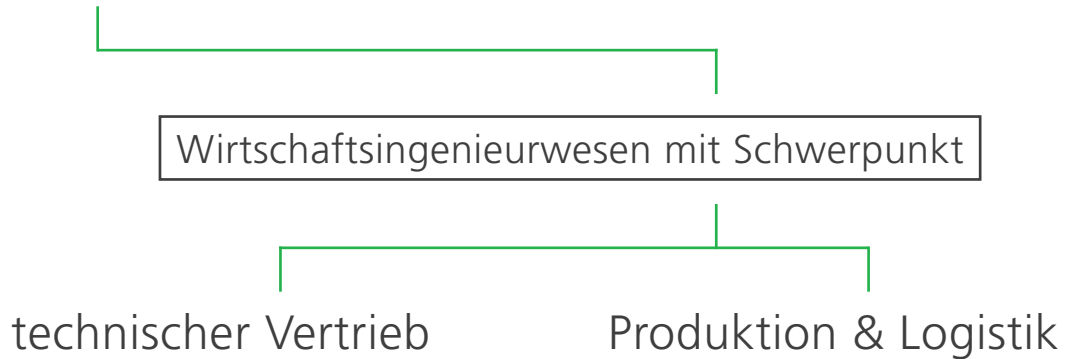 Wirtschaftsingenieurwesen mit Schwerpunkt
technischer Vertrieb
Produktion & Logistik